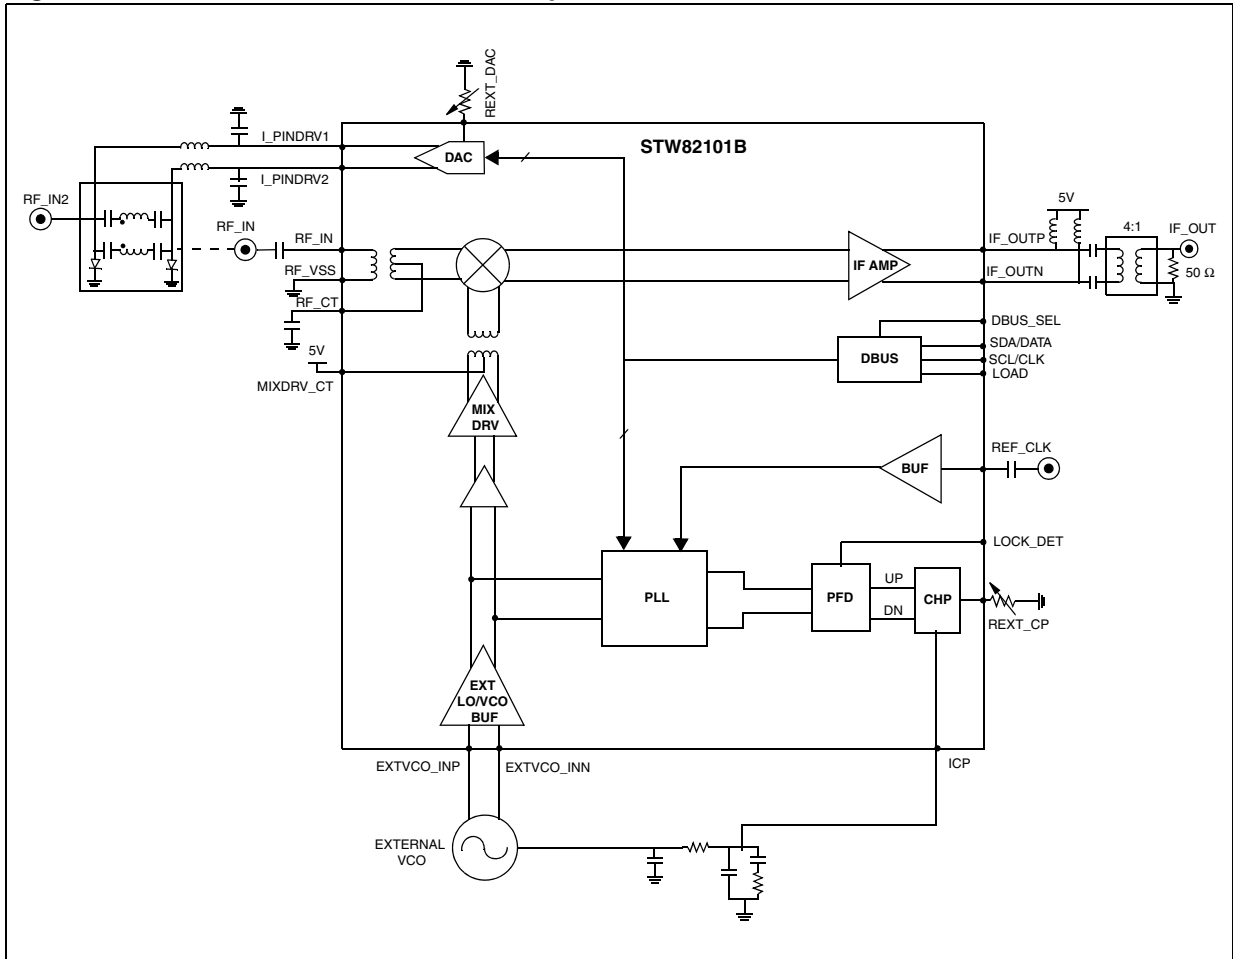 REXT_DAC
I_PINDRV1
STW82101B
DAC
I_PINDRV2
RF_IN2
RF_IN
RF_IN
5V
4:1
IF_OUT
IF_OUTP
IF AMP
RF_VSS
IF_OUTN
50 Ω
RF_CT
DBUS_SEL
5V
SDA/DATA
DBUS
SCL/CLK
LOAD
MIXDRV_CT
MIX
DRV
REF_CLK
BUF
LOCK_DET
PLL
PFD
UP
DN
CHP
REXT_CP
EXT
LO/VCO
BUF
EXTVCO_INP
EXTVCO_INN
ICP
EXTERNAL
VCO